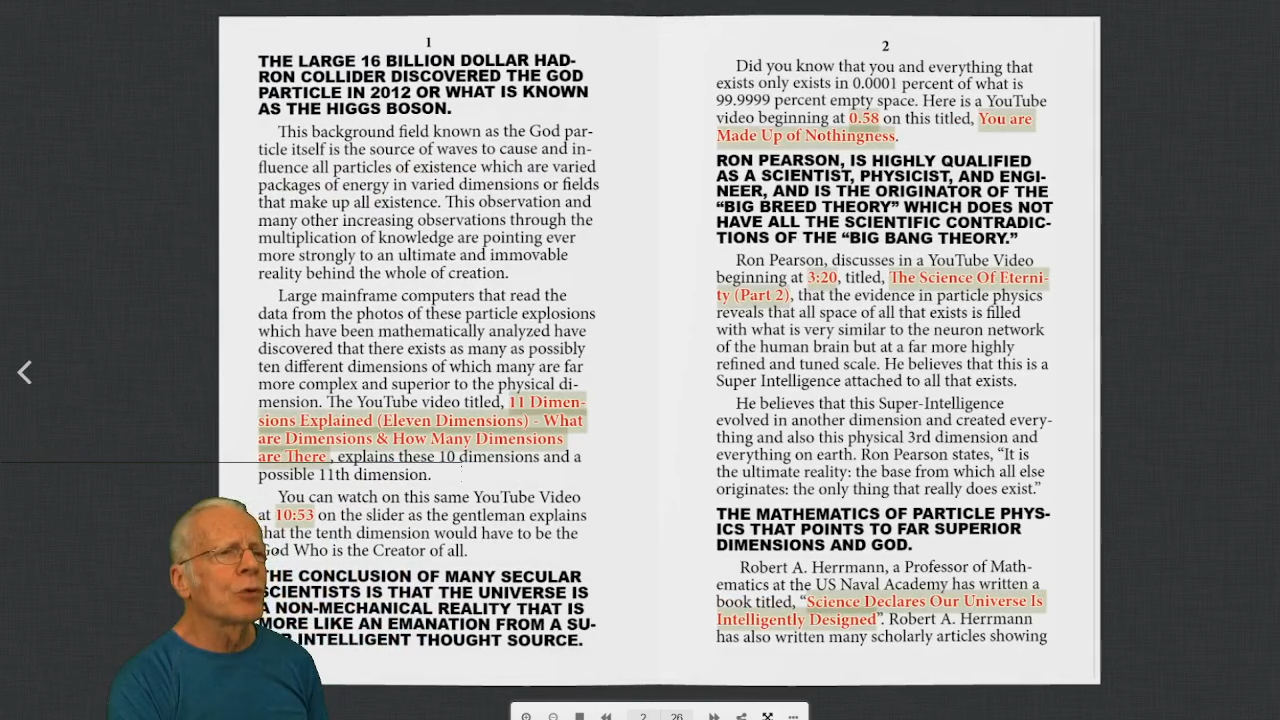 1
THE LARGE 16 BILLION DOLLAR HAD-
RON COLLIDER DISCOVERED THE GOD
PARTICLE IN 2012 OR WHAT IS KNOWN
AS THE HIGGS BOSON.
This background field known as the God par-
ticle itself is the source of waves to cause and in-
fluence all particles of existence which are varied
packages of energy in varied dimensions or fields
that make up all existence. This observation and
many other increasing observations through the
multiplication of knowledge are pointing ever
more strongly to an ultimate and immovable
reality behind the whole of creation.
Large mainframe computers that read the
data from the photos of these particle explosions
which have been mathematically analyzed have
discovered that there exists as many as possibly
ten different dimensions of which many are far
more complex and superior to the physical di-
mension. The YouTube video titled, 11 Dimen-
sions Explained (Eleven Dimensions) - What
are Dimensions & How Many Dimensions
are There , explains these 10 dimensions and a
possible 11th dimension.
You can watch on this same YouTube Video
at 10:53 on the slider as the gentleman explains
that the tenth dimension would have to be the
God Who is the Creator of all.
THE CONCLUSION OF MANY SECULAR
SCIENTISTS IS THAT THE UNIVERSE IS
A NON-MECHANICAL REALITY THAT IS
MORE LIKE AN EMANATION FROM A SU-
INTELLIGENT THOUGHT SOURCE.
2
Did you know that you and everything that
exists only exists in 0.0001 percent of what is
99.9999 percent empty space. Here is a YouTube
video beginning at 0.58 on this titled, You are
Made Up of Nothingness.
RON PEARSON, IS HIGHLY QUALIFIED
AS A SCIENTIST, PHYSICIST, AND ENGI-
NEER, AND IS THE ORIGINATOR OF THE
“BIG BREED THEORY” WHICH DOES NOT
HAVE ALL THE SCIENTIFIC CONTRADIC-
TIONS OF THE “BIG BANG THEORY.”
Ron Pearson, discusses in a YouTube Video
beginning at 3:20, titled, The Science Of Eterni-
ty (Part 2), that the evidence in particle physics
reveals that all space of all that exists is filled
with what is very similar to the neuron network
of the human brain but at a far more highly
refined and tuned scale. He believes that this is a
Super Intelligence attached to all that exists.
He believes that this Super-Intelligence
evolved in another dimension and created every-
thing and also this physical 3rd dimension and
everything on earth. Ron Pearson states, “It is
the ultimate reality: the base from which all else
originates: the only thing that really does exist.”
THE MATHEMATICS OF PARTICLE PHYS-
ICS THAT POINTS TO FAR SUPERIOR
DIMENSIONS AND GOD.
Robert A. Herrmann, a Professor of Math-
ematics at the US Naval Academy has written a
book titled, “Science Declares Our Universe Is
Intelligently Designed”. Robert A. Herrmann
has also written many scholarly articles showing
2 26